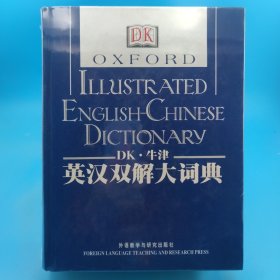 DK
OXFORD
ILLUSTRATED
ENGLISH-CHINESE
DICTIONARY
DK·牛津
英汉双解大词典
外语教学与研究出版社
FOREIGN LANGUAGE TEACHING AND RESEARCH PRESS